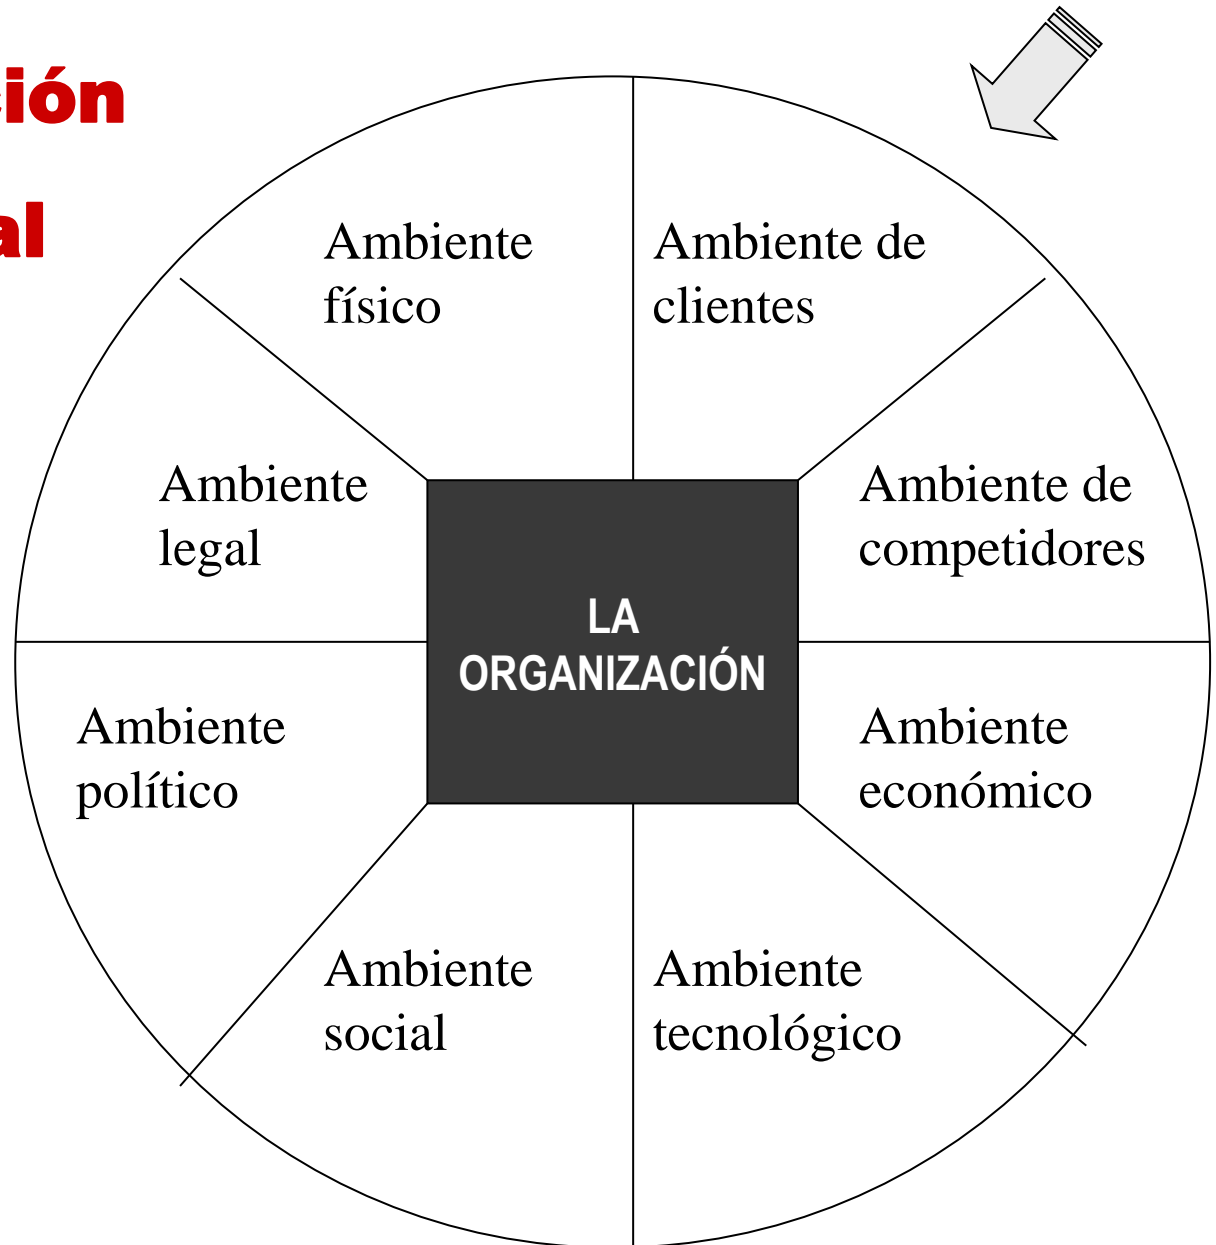 ción
al
Ambiente
físico
Ambiente de
clientes
Ambiente
legal
Ambiente de
competidores
LA
ORGANIZACIÓN
Ambiente
político
Ambiente
económico
Ambiente
social
Ambiente
tecnológico